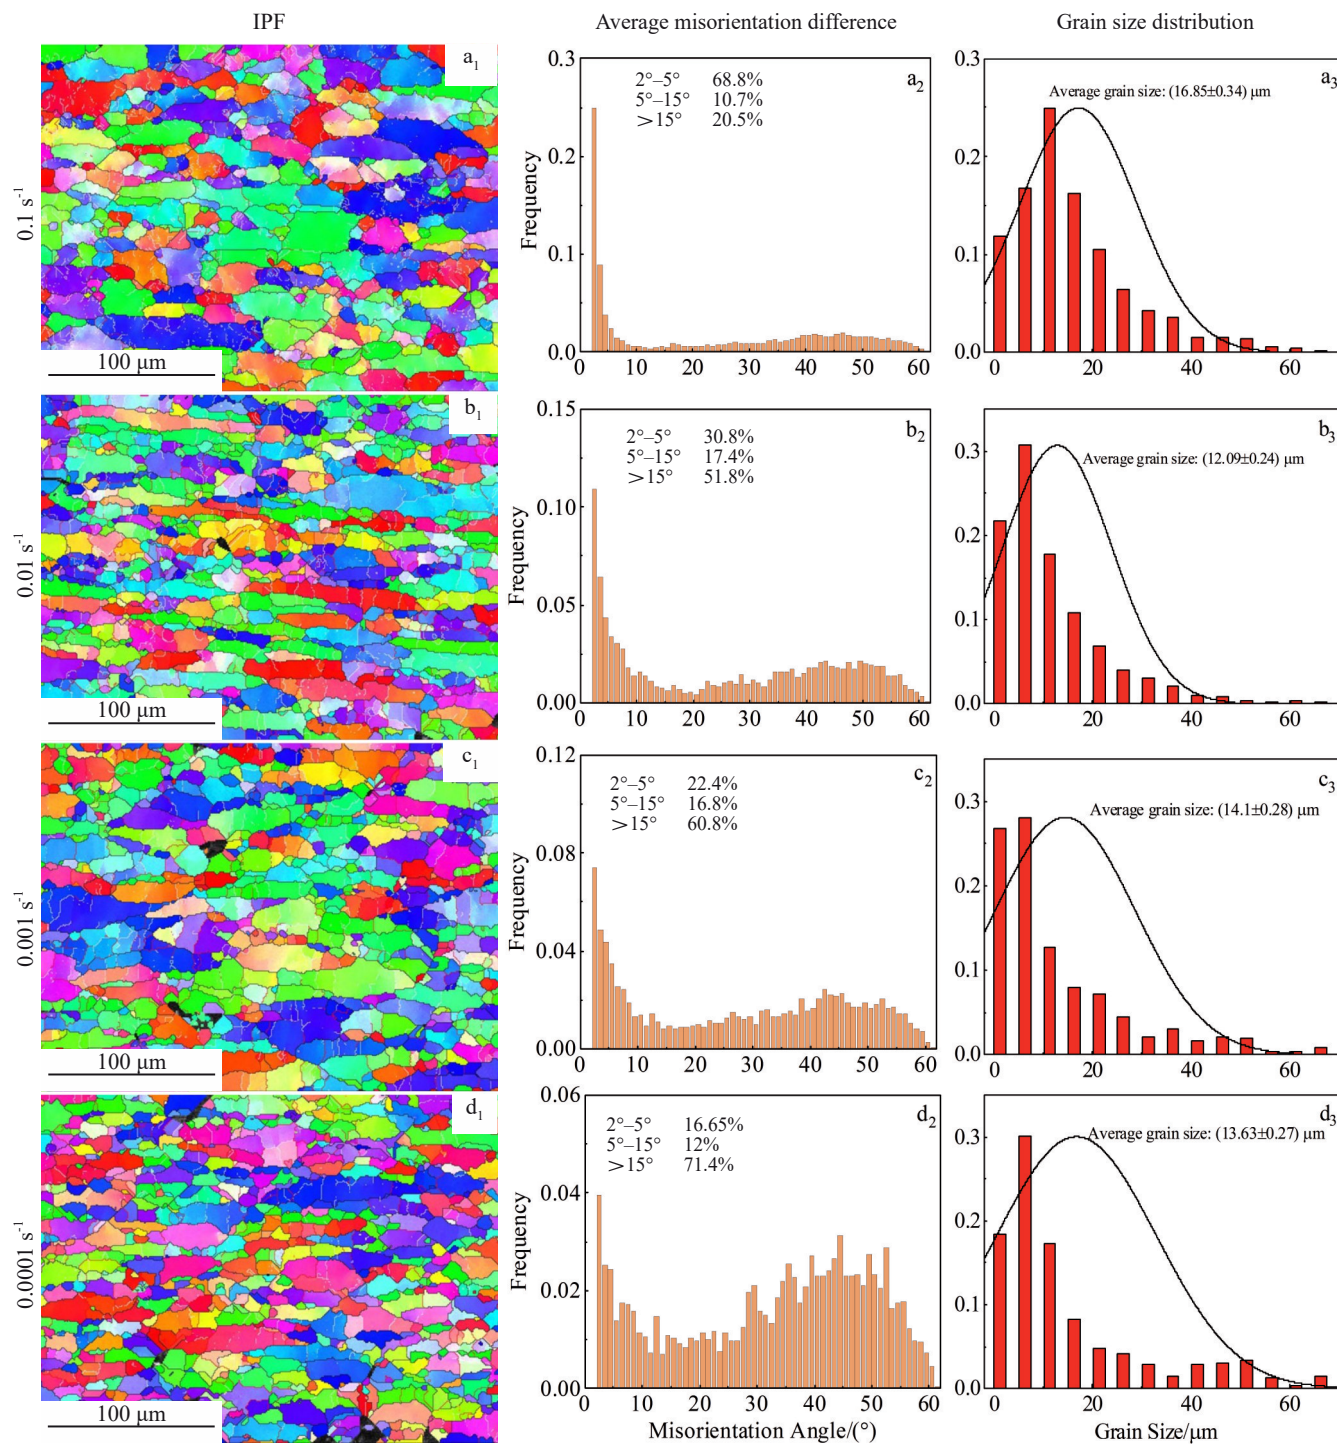 IPF
Average misorientation difference
Grain size distribution
0.1 s-1
a1
100 μm
0.3
0.2
0.1
0.0
Frequency
2°–5° 68.8%
5°–15° 10.7%
>15° 20.5%
a2
0 10 20 30 40 50 60
0.3
0.2
0.1
0.0
Average grain size: (16.85±0.34) μm
a3
0 20 40 60
0.01 s-1
b1
100 μm
0.15
0.10
0.05
0.00
Frequency
2°–5° 30.8%
5°–15° 17.4%
>15° 51.8%
b2
0 10 20 30 40 50 60
0.3
0.2
0.1
0.0
Average grain size: (12.09±0.24) μm
b3
0 20 40 60
0.001 s-1
c1
100 μm
0.12
0.08
0.04
0.00
Frequency
2°–5° 22.4%
5°–15° 16.8%
>15° 60.8%
c2
0 10 20 30 40 50 60
0.3
0.2
0.1
0.0
Average grain size: (14.1±0.28) μm
c3
0 20 40 60
0.0001 s-1
d1
100 μm
0.06
0.04
0.02
0.00
Frequency
2°–5° 16.65%
5°–15° 12%
>15° 71.4%
d2
0 10 20 30 40 50 60
Misorientation Angle/(°)
0.3
0.2
0.1
0.0
Average grain size: (13.63±0.27) μm
d3
0 20 40 60
Grain Size/μm